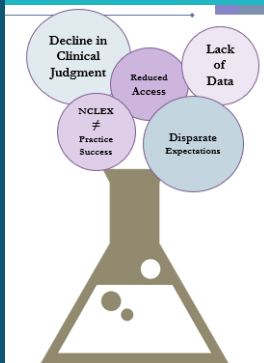 Decline in
Clinical
Judgment
Reduced
Access
Lack
of
Data
NCLEX
≠
Practice
Success
Disparate
Expectations